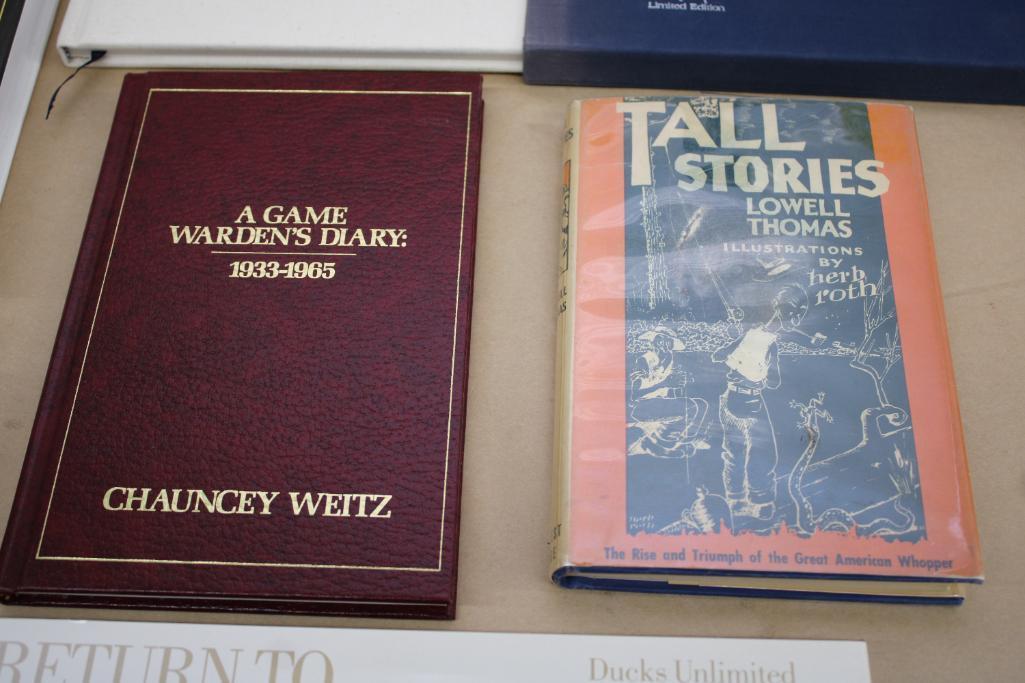 Limited Edition
A GAME
WARDEN'S DIARY:
1933-1965
CHAUNCEY WEITZ
TALL
STORIES
LOWELL
THOMAS
ILLUSTRATIONS
BY
herb
roth
The Rise and Triumph of the Great American Whopper
RETURN TO
Ducks Unlimited